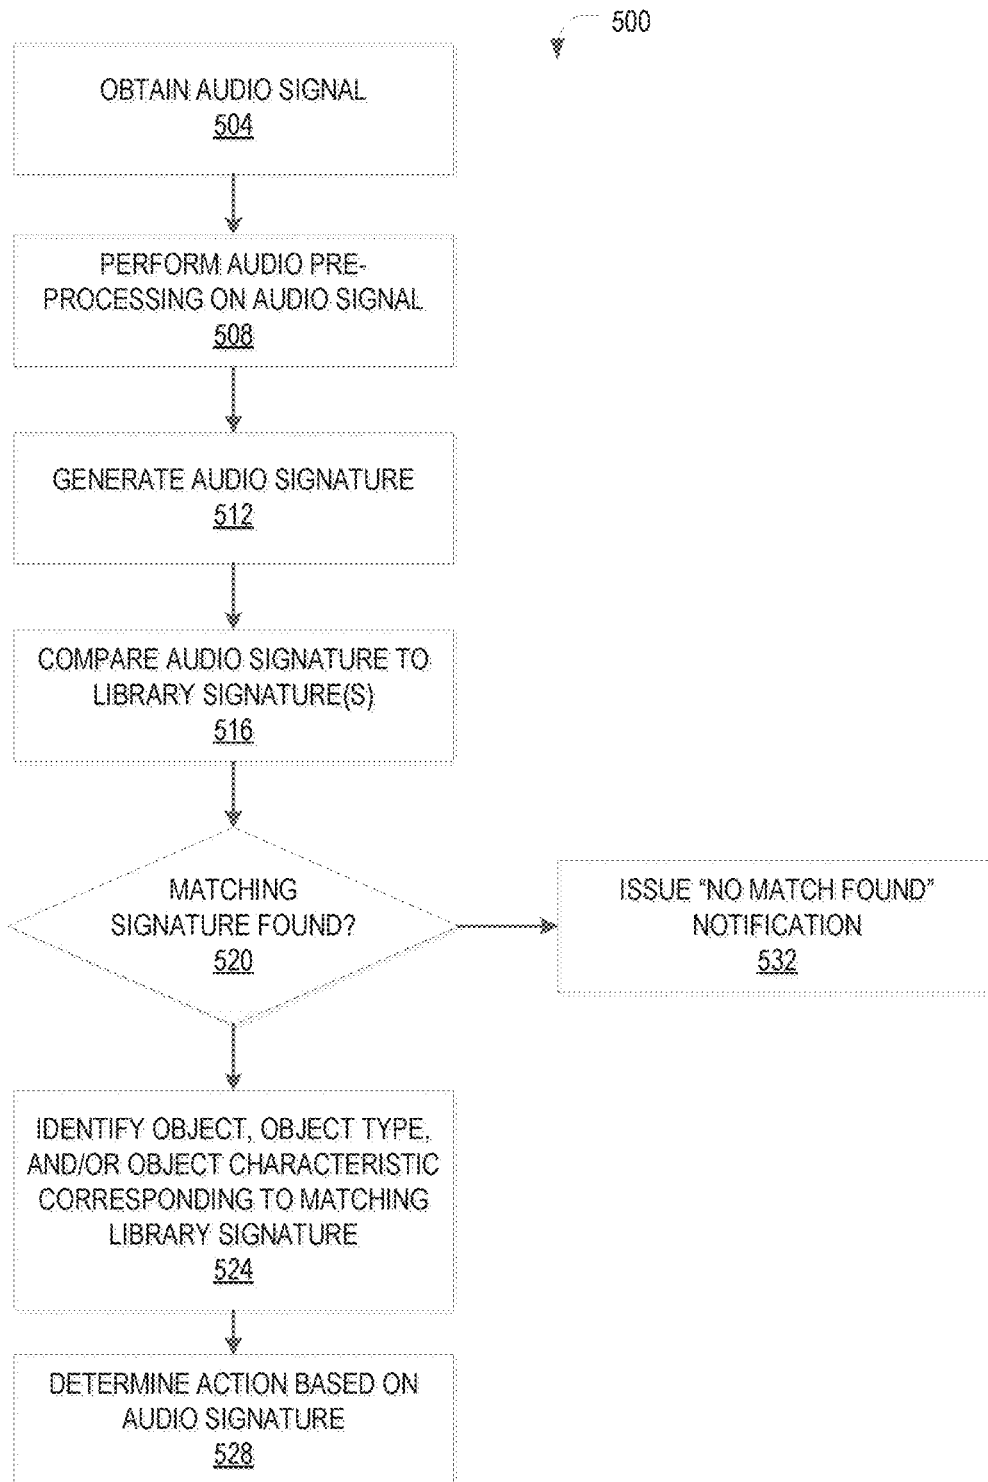 500
OBTAIN AUDIO SIGNAL
504
PERFORM AUDIO PRE-
PROCESSING ON AUDIO SIGNAL
508
GENERATE AUDIO SIGNATURE
512
COMPARE AUDIO SIGNATURE TO
LIBRARY SIGNATURE(S)
516
MATCHING
SIGNATURE FOUND?
520
ISSUE “NO MATCH FOUND”
NOTIFICATION
532
IDENTIFY OBJECT, OBJECT TYPE,
AND/OR OBJECT CHARACTERISTIC
CORRESPONDING TO MATCHING
LIBRARY SIGNATURE
524
DETERMINE ACTION BASED ON
AUDIO SIGNATURE
528